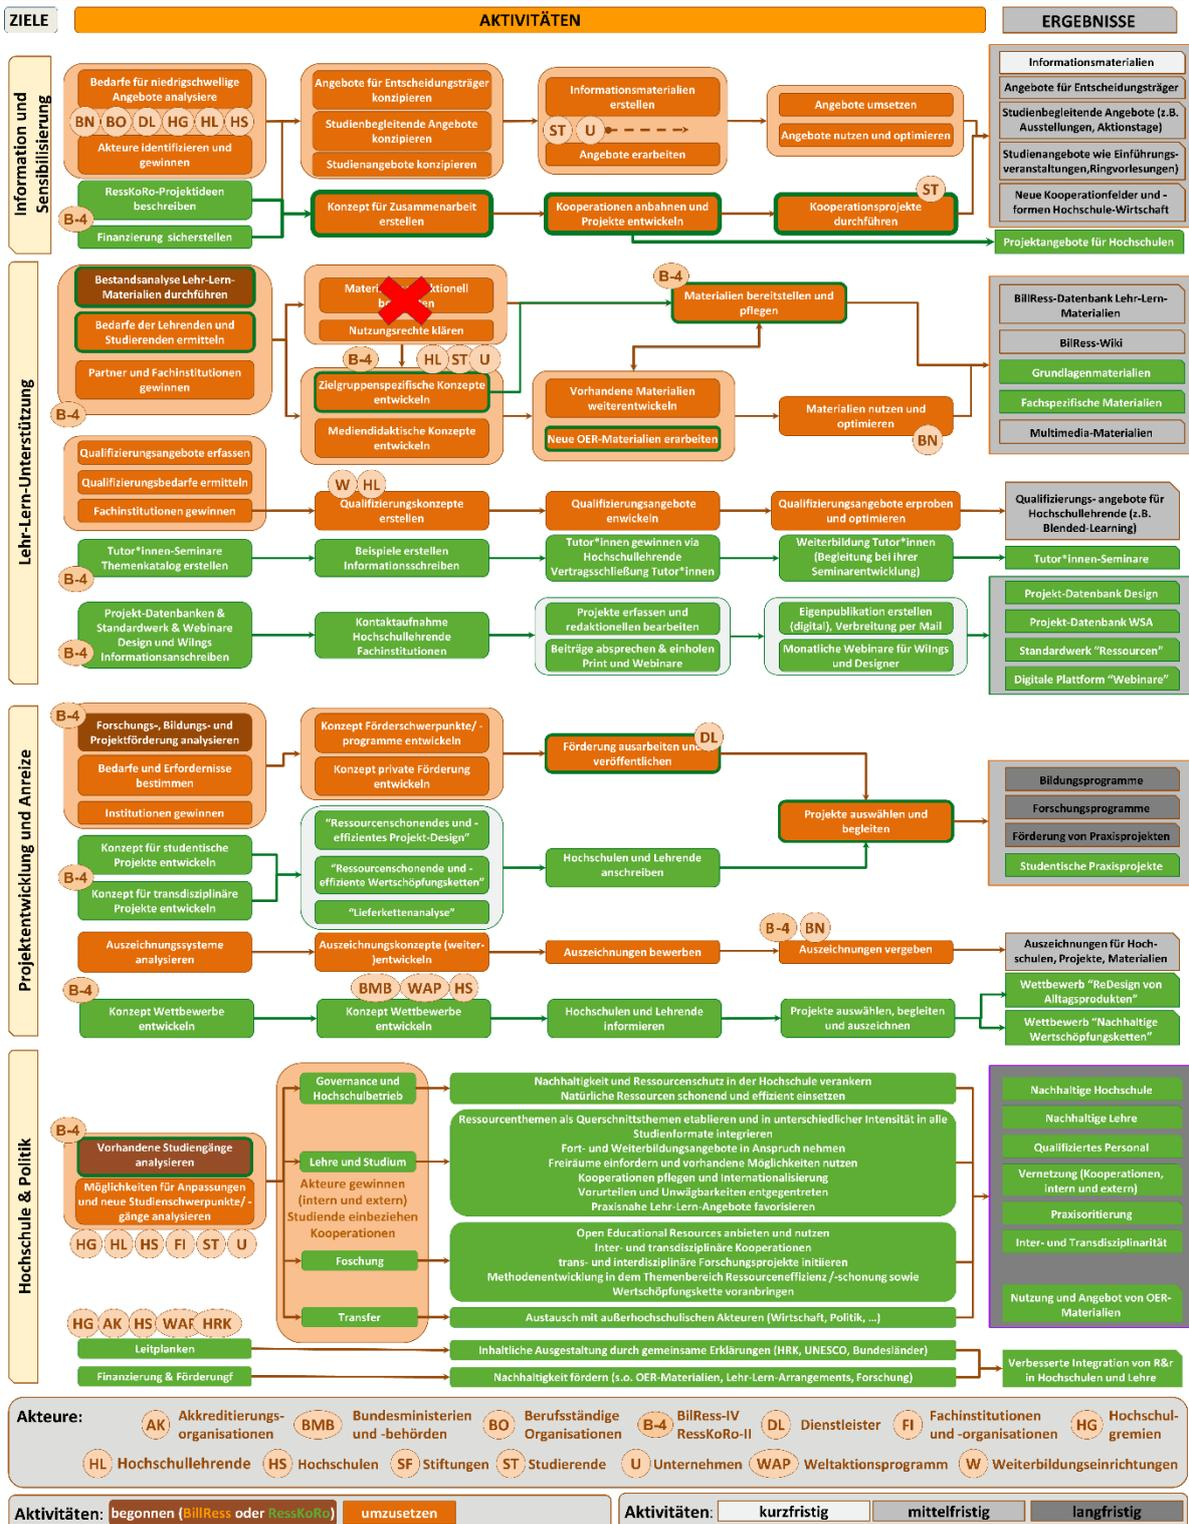 ZIELE
AKTIVITÄTEN
ERGEBNISSE
Information und
Sensibilisierung
Bedarfe für niedrigschwellige
Angebote analysiere
BN BO DL HG HL HS
Akteure identifizieren und
gewinnen
RessKoRo-Projektideen
beschreiben
B-4
Finanzierung sicherstellen
Angebote für Entscheidungsträger
konzipieren
Studienbegleitende Angebote
konzipieren
Studienangebote konzipieren
Konzept für Zusammenarbeit
erstellen
Informationsmaterialien
erstellen
ST U
Angebote erarbeiten
Kooperationen anbahnen und
Projekte entwickeln
Angebote umsetzen
Angebote nutzen und optimieren
ST
Kooperationsprojekte
durchführen
Informationsmaterialien
Angebote für Entscheidungsträger
Studienbegleitende Angebote (z.B.
Ausstellungen, Aktionstage)
Studienangebote wie Einführungs-
veranstaltungen,Ringvorlesungen)
Neue Kooperationfelder und -
formen Hochschule-Wirtschaft
Projektangebote für Hochschulen
Lehr-Lern-Unterstützung
Bestandsanalyse Lehr-Lern-
Materialien durchführen
Bedarfe der Lehrenden und
Studierenden ermitteln
Partner und Fachinstitutionen
gewinnen
B-4
Nutzungsrechte klären
B-4 HL ST U
Zielgruppenspezifische Konzepte
entwickeln
Mediendidaktische Konzepte
entwickeln
B-4
Materialien bereitstellen und
pflegen
Vorhandene Materialien
weiterentwickeln
Neue OER-Materialien erarbeiten
Materialien nutzen und
optimieren
BN
BillRess-Datenbank Lehr-Lern-
Materialien
BilRess-Wiki
Grundlagenmaterialien
Fachspezifische Materialien
Multimedia-Materialien
Qualifizierungsangebote erfassen
Qualifizierungsbedarfe ermitteln
Fachinstitutionen gewinnen
W HL
Qualifizierungskonzepte
erstellen
Qualifizierungsangebote
enwickeln
Qualifizierungsangebote erproben
und optimieren
Qualifizierungs- angebote für
Hochschullehrende (z.B.
Blended-Learning)
Tutor*innen-Seminare
Themenkatalog erstellen
B-4
Beispiele erstellen
Informationsschreiben
Tutor*innen gewinnen via
Hochschullehrende
Vertragsschließung Tutor*innen
Weiterbildung Tutor*innen
(Begleitung bei ihrer
Seminarentwicklung)
Tutor*innen-Seminare
Projekt-Datenbanken &
Standardwerk & Webinare
Design und WiIngs
Informationsanschreiben
B-4
Kontaktaufnahme
Hochschullehrende
Fachinstitutionen
Projekte erfassen und
redaktionellen bearbeiten
Beiträge absprechen & einholen
Print und Webinare
Eigenpublikation erstellen
(digital), Verbreitung per Mail
Monatliche Webinare für WiIngs
und Designer
Projekt-Datenbank Design
Projekt-Datenbank WSA
Standardwerk “Ressourcen”
Digitale Plattform “Webinare”
Projektentwicklung und Anreize
B-4
Forschungs-, Bildungs- und
Projektförderung analysieren
Bedarfe und Erfordernisse
bestimmen
Institutionen gewinnen
Konzept Förderschwerpunkte/ -
programme entwickeln
Konzept private Förderung
entwickeln
DL
Förderung ausarbeiten und
veröffentlichen
Projekte auswählen und
begleiten
Bildungsprogramme
Forschungsprogramme
Förderung von Praxisprojekten
Studentische Praxisprojekte
Konzept für studentische
Projekte entwickeln
B-4
Konzept für transdisziplinäre
Projekte entwickeln
“Ressourcenschonendes und -
effizientes Projekt-Design”
“Ressourcenschonende und -
effiziente Wertschöpfungsketten”
“Lieferkettenanalyse”
Hochschulen und Lehrende
anschreiben
Auszeichnungssysteme
analysieren
Auszeichnungskonzepte (weiter-
)entwickeln
Auszeichnungen bewerben
B-4 BN
Auszeichnungen vergeben
Auszeichnungen für Hoch-
schulen, Projekte, Materialien
B-4
Konzept Wettbewerbe
entwickeln
BMB WAP HS
Konzept Wettbewerbe
entwickeln
Hochschulen und Lehrende
informieren
Projekte auswählen, begleiten
und auszeichnen
Wettbewerb “ReDesign von
Alltagsprodukten”
Wettbewerb “Nachhaltige
Wertschöpfungsketten”
Hochschule & Politik
B-4
Vorhandene Studiengänge
analysieren
Möglichkeiten für Anpassungen
und neue Studienschwerpunkte/ -
gänge analysieren
HG HL HS FI ST U
Governance und
Hochschulbetrieb
Lehre und Studium
Akteure gewinnen
(intern und extern)
Studiende einbeziehen
Kooperationen
Foschung
Transfer
Nachhaltigkeit und Ressourcenschutz in der Hochschule verankern
Natürliche Ressourcen schonend und effizient einsetzen
Ressourcenthemen als Querschnittsthemen etablieren und in unterschiedlicher Intensität in alle
Studienformate integrieren
Fort- und Weiterbildungsangebote in Anspruch nehmen
Freiräume einfordern und vorhandene Möglichkeiten nutzen
Kooperationen pflegen und Internationalisierung
Vorurteilen und Unwägbarkeiten entgegentreten
Praxisnahe Lehr-Lern-Angebote favorisieren
Open Educational Resources anbieten und nutzen
Inter- und transdisziplinäre Kooperationen
trans- und interdisziplinäre Forschungsprojekte initiieren
Methodenentwicklung in dem Themenbereich Ressourceneffizienz /-schonung sowie
Wertschöpfungskette voranbringen
Austausch mit außerhochschulischen Akteuren (Wirtschaft, Politik, ...)
Nachhaltige Hochschule
Nachhaltige Lehre
Qualifiziertes Personal
Vernetzung (Kooperationen,
intern und extern)
Praxisoritierung
Inter- und Transdisziplinarität
Nutzung und Angebot von OER-
Materialien
HG AK HS WAP HRK
Leitplanken
Inhaltliche Ausgestaltung durch gemeinsame Erklärungen (HRK, UNESCO, Bundesländer)
Finanzierung & Förderungf
Nachhaltigkeit fördern (s.o. OER-Materialien, Lehr-Lern-Arrangements, Forschung)
Verbesserte Integration von R&r
in Hochschulen und Lehre
Akteure:
AK Akkreditierungs-
organisationen
BMB Bundesministerien
und -behörden
BO Berufsständige
Organisationen
B-4 BilRess-IV
RessKoRo-II
DL Dienstleister
FI Fachinstitutionen
und -organisationen
HG Hochschul-
gremien
HL Hochschullehrende
HS Hochschulen
SF Stiftungen
ST Studierende
U Unternehmen
WAP Weltaktionsprogramm
W Weiterbildungseinrichtungen
Aktivitäten: begonnen (BillRess oder RessKoRo) umzusetzen
Aktivitäten: kurzfristig mittelfristig langfristig